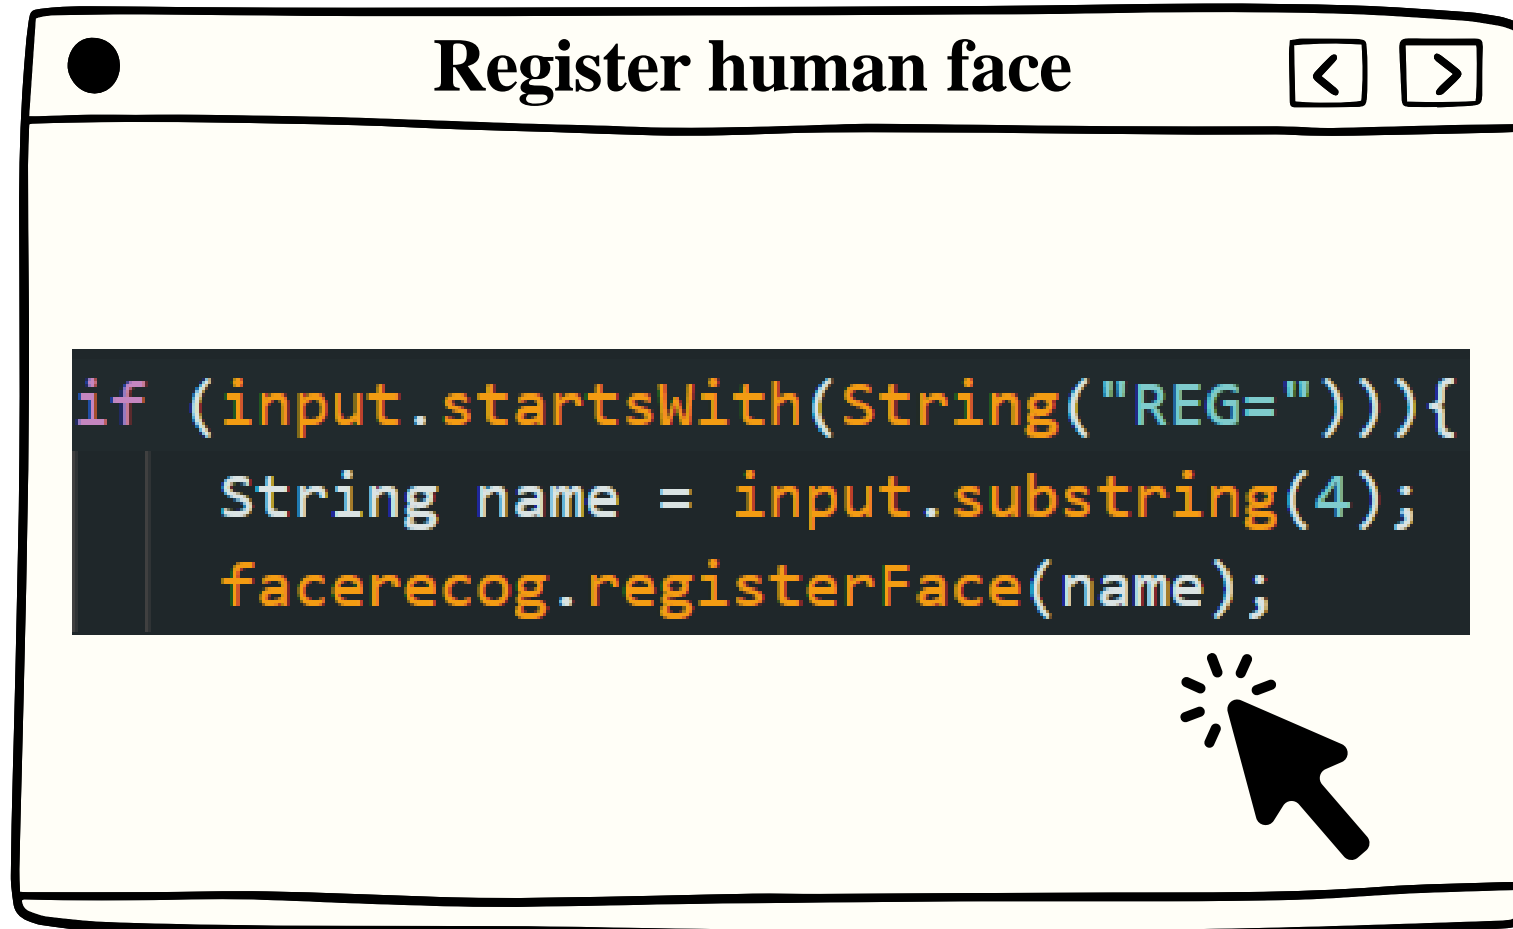 Register human face
if (input.startsWith(String("REG="))){
String name = input.substring(4);
facerecog.registerFace(name);